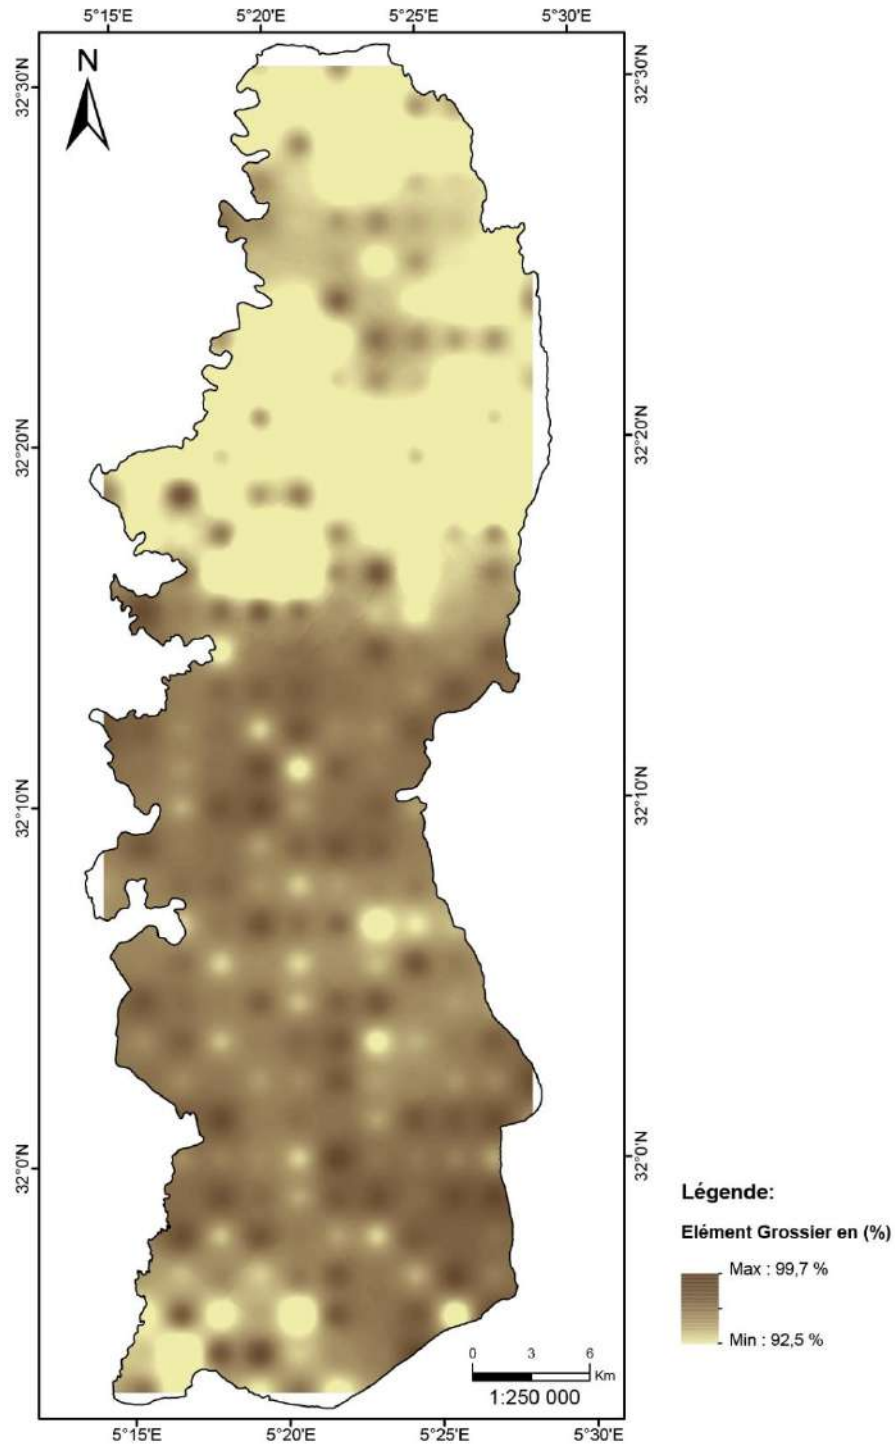 5°15'E 5°20'E 5°25'E 5°30'E
N
32°30'N 32°30'N
32°20'N 32°20'N
32°10'N 32°10'N
32°0'N 32°0'N
Légende:
Elément Grossier en (%)
Max : 99,7 %
Min : 92,5 %
0 3 6
Km
1:250 000
5°15'E 5°20'E 5°25'E 5°30'E